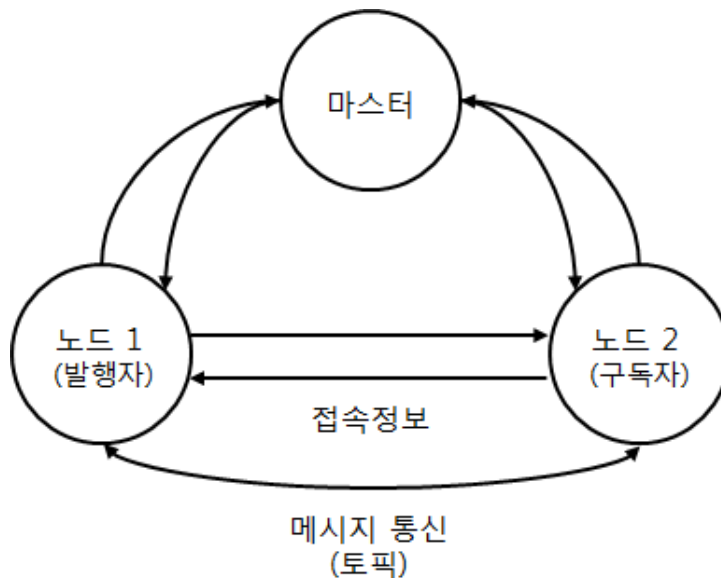 마스터
노드 1
(발행자)
노드 2
(구독자)
접속정보
메시지 통신
(토픽)